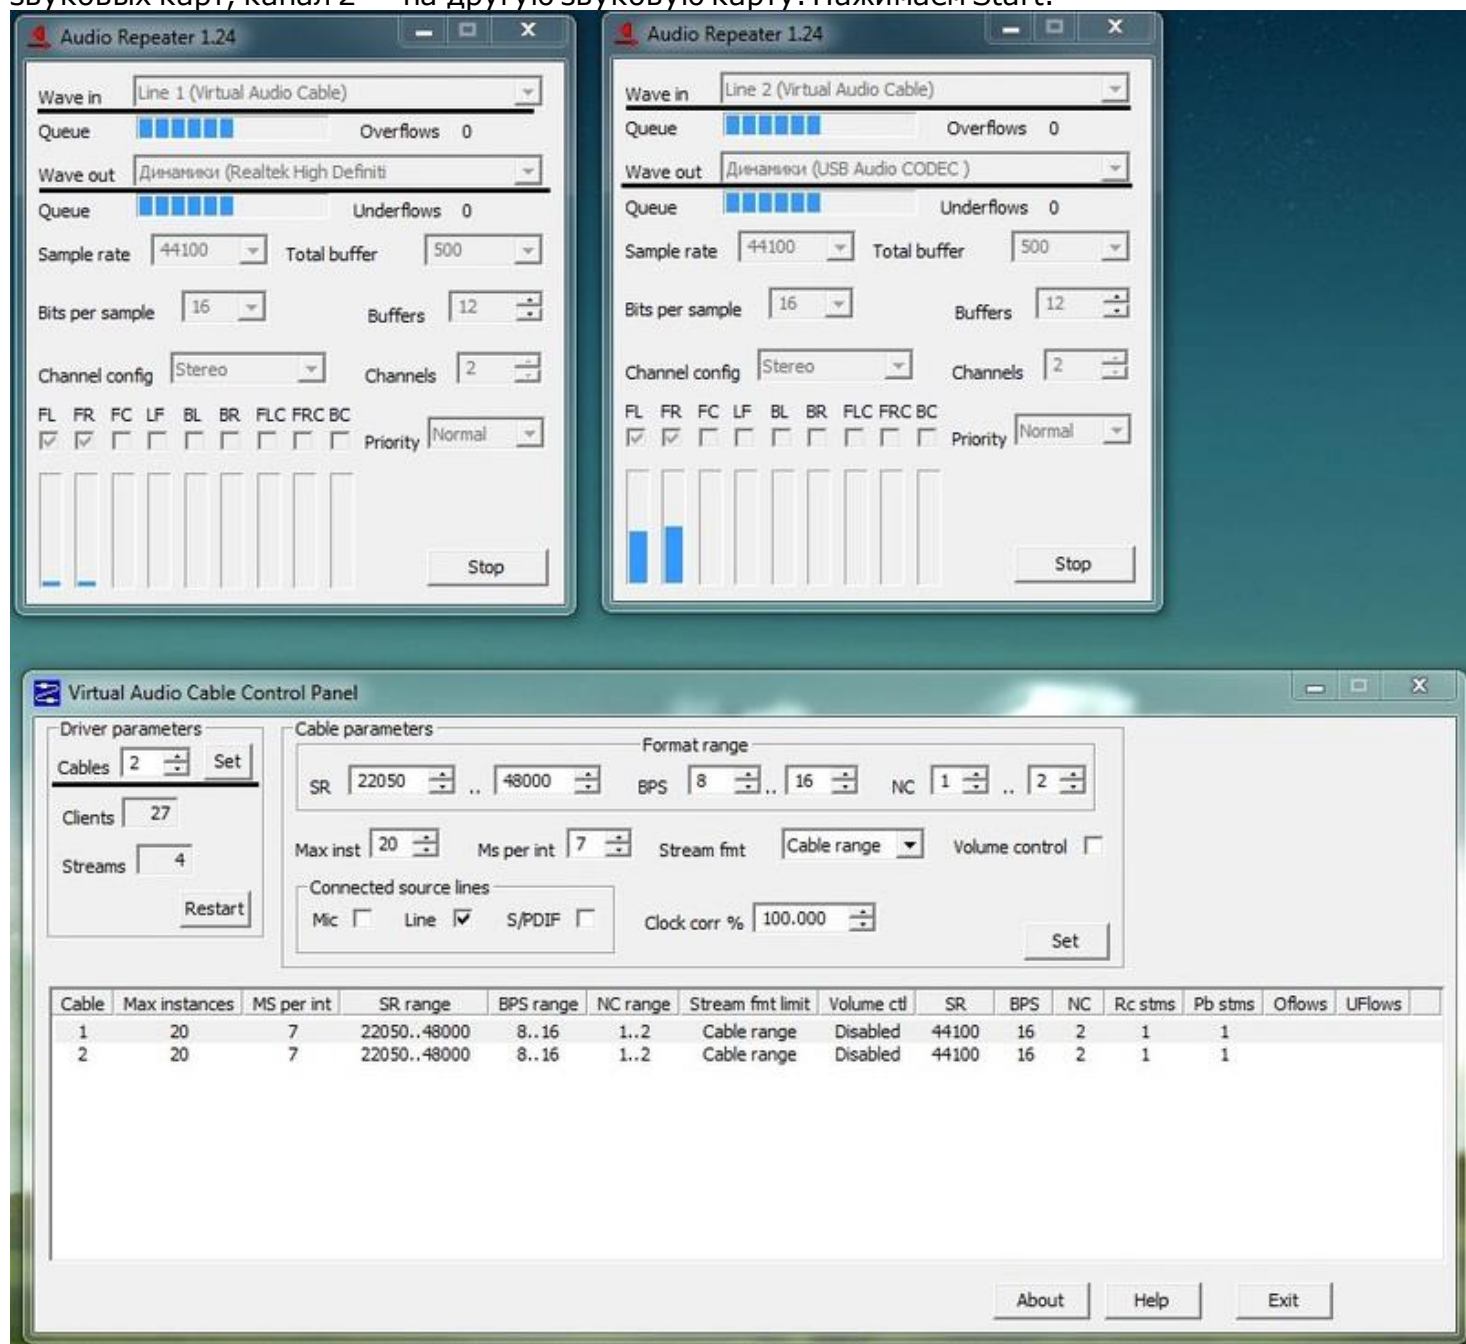 звуковых карт, канал 2 — на другую звуковую карту. Нажимаем Start.
Audio Repeater 1.24
Wave in Line 1 (Virtual Audio Cable)
Queue Overflows 0
Wave out Динамики (Realtek High Definiti
Queue Underflows 0
Sample rate 44100 Total buffer 500
Bits per sample 16 Buffers 12
Channel config Stereo Channels 2
FL FR FC LF BL BR FLC FRC BC
Priority Normal
Stop
Audio Repeater 1.24
Wave in Line 2 (Virtual Audio Cable)
Queue Overflows 0
Wave out Динамики (USB Audio CODEC )
Queue Underflows 0
Sample rate 44100 Total buffer 500
Bits per sample 16 Buffers 12
Channel config Stereo Channels 2
FL FR FC LF BL BR FLC FRC BC
Priority Normal
Stop
Virtual Audio Cable Control Panel
Driver parameters
Cables 2 Set
Clients 27
Streams 4
Restart
Cable parameters
Format range
SR 22050 .. 48000 BPS 8 .. 16 NC 1 .. 2
Max inst 20 Ms per int 7 Stream fmt Cable range Volume control
Connected source lines
Mic Line S/PDIF Clock corr % 100.000
Set
Cable Max instances MS per int SR range BPS range NC range Stream fmt limit Volume ctl SR BPS NC Rc stms Pb stms Oflows UFlows
1 20 7 22050..48000 8..16 1..2 Cable range Disabled 44100 16 2 1 1
2 20 7 22050..48000 8..16 1..2 Cable range Disabled 44100 16 2 1 1
About Help Exit